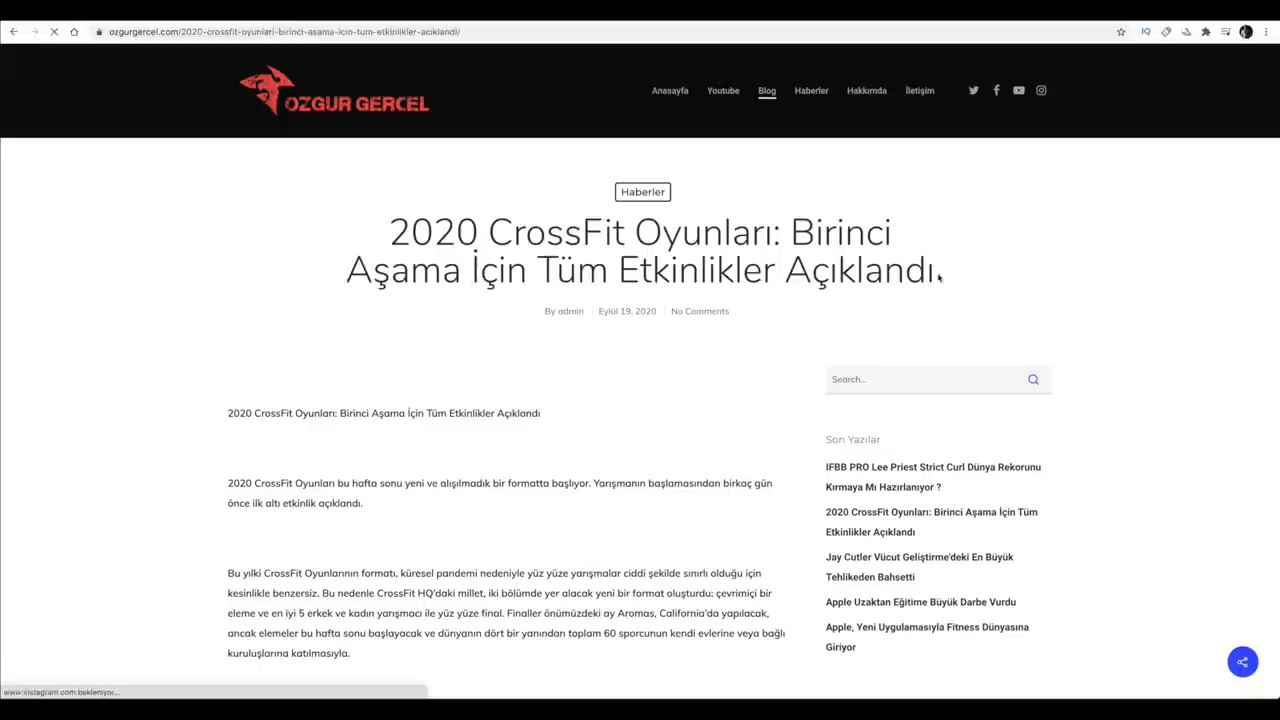 ozgurgercel.com/2020-crossfit-oyunlari-birinci-asama-icin-tum-etkinlikler-aciklandi/
IQ
OZGUR GERCEL
Anasayfa Youtube Blog Haberler Hakkımda İletişim
Haberler
2020 CrossFit Oyunları: Birinci
Aşama İçin Tüm Etkinlikler Açıklandı
By admin Eylül 19, 2020 No Comments
Search...
2020 CrossFit Oyunları: Birinci Aşama İçin Tüm Etkinlikler Açıklandı
2020 CrossFit Oyunları bu hafta sonu yeni ve alışılmadık bir formatta başlıyor. Yarışmanın başlamasından birkaç gün
önce ilk altı etkinlik açıklandı.
Bu yılki CrossFit Oyunlarının formatı, küresel pandemi nedeniyle yüz yüze yarışmalar ciddi şekilde sınırlı olduğu için
kesinlikle benzersiz. Bu nedenle CrossFit HQ'daki millet, iki bölümde yer alacak yeni bir format oluşturdu: çevrimiçi bir
eleme ve en iyi 5 erkek ve kadın yarışmacı ile yüz yüze final. Finaller önümüzdeki ay Aromas, California'da yapılacak,
ancak elemeler bu hafta sonu başlayacak ve dünyanın dört bir yanından toplam 60 sporcunun kendi evlerine veya bağlı
kuruluşlarına katılmasıyla.
Son Yazılar
IFBB PRO Lee Priest Strict Curl Dünya Rekorunu
Kırmaya Mı Hazırlanıyor ?
2020 CrossFit Oyunları: Birinci Aşama İçin Tüm
Etkinlikler Açıklandı
Jay Cutler Vücut Geliştirme'deki En Büyük
Tehlikeden Bahsetti
Apple Uzaktan Eğitime Büyük Darbe Vurdu
Apple, Yeni Uygulamasıyla Fitness Dünyasına
Giriyor
www.instagram.com bekleniyor...